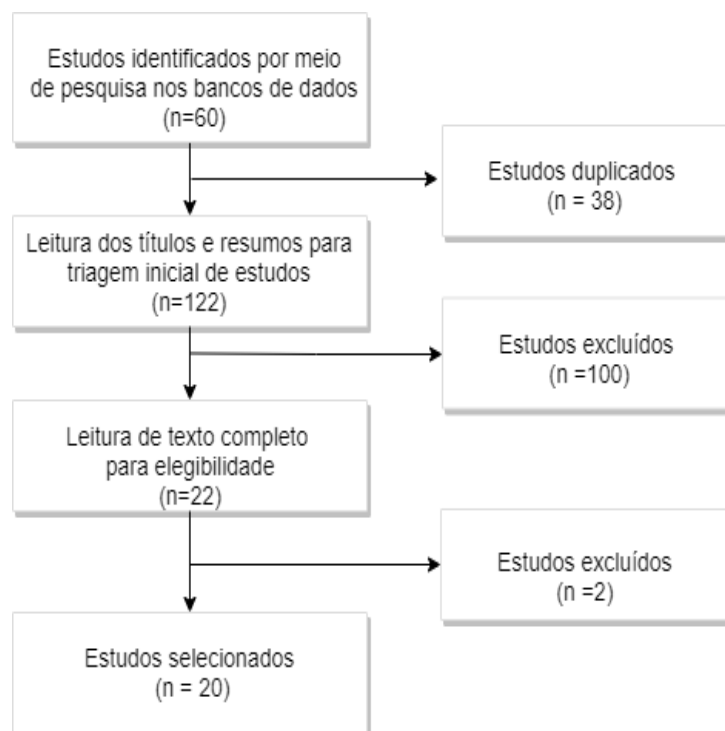 Estudos identificados por meio
de pesquisa nos bancos de dados
(n=60)
Estudos duplicados
(n = 38)
Leitura dos títulos e resumos para
triagem inicial de estudos
(n=122)
Estudos excluídos
(n =100)
Leitura de texto completo
para elegibilidade
(n=22)
Estudos excluídos
(n =2)
Estudos selecionados
(n = 20)